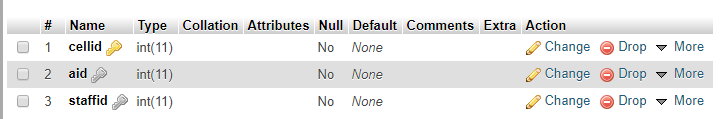 # Name Type Collation Attributes Null Default Comments Extra Action
1 cellid int(11) No None Change Drop More
2 aid int(11) No None Change Drop More
3 staffid int(11) No None Change Drop More